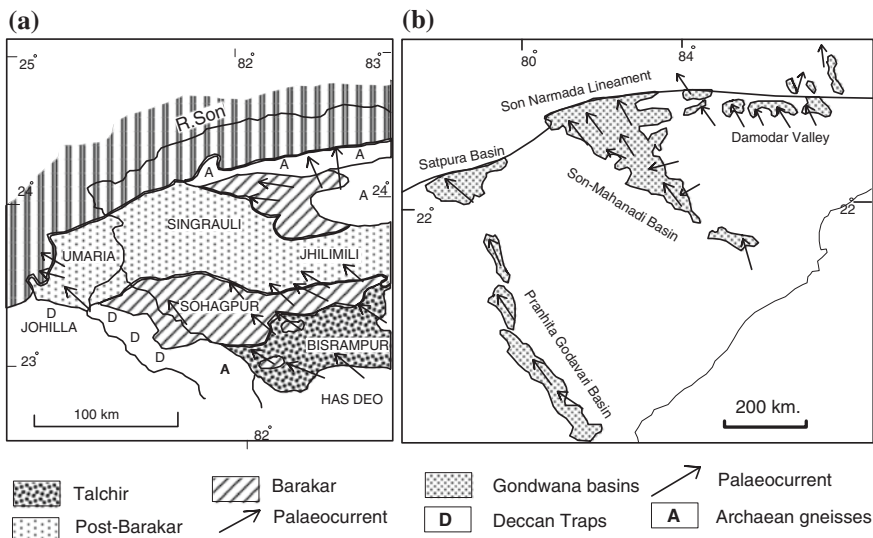 (a)
25°
82°
83°
R.Son
A
A
A
A
A
24°
24°
SINGRAULI
UMARIA
JHILIMILI
SOHAGPUR
D
JOHILLA
D
D
BISRAMPUR
23°
A
HAS DEO
100 km
82°
(b)
80°
84°
Son Narmada Lineament
Damodar Valley
Satpura Basin
22°
22°
Son-Mahanadi Basin
Pranhita Godavari Basin
200 km.
Talchir
Barakar
Gondwana basins
Palaeocurrent
Post-Barakar
Palaeocurrent
D Deccan Traps
A Archaean gneisses